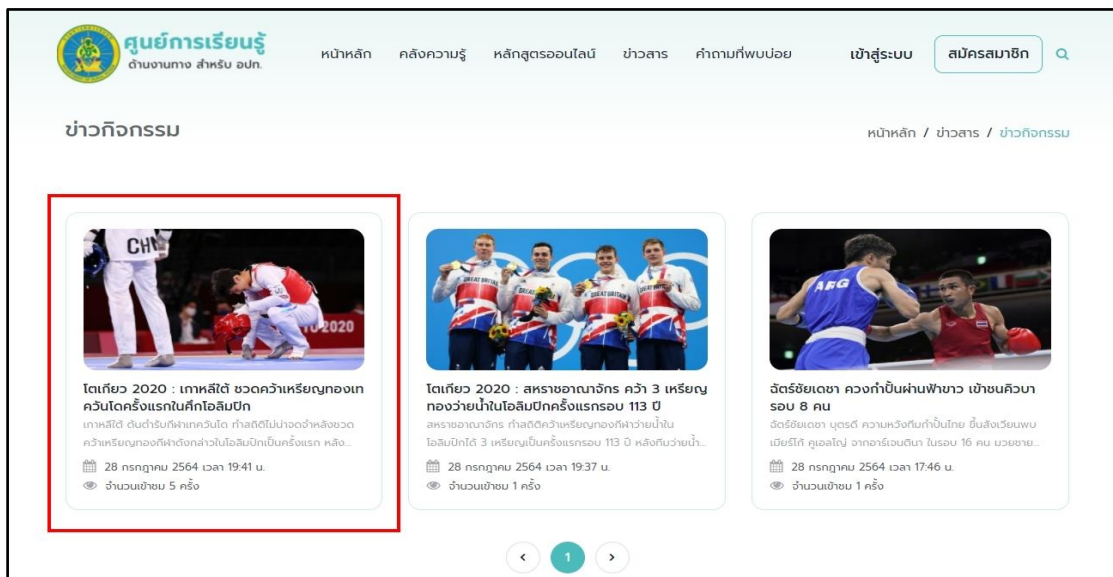 ศูนย์การเรียนรู้
ด้านงานทาง สำหรับ อปท.
หน้าหลัก คลังความรู้ หลักสูตรออนไลน์ ข่าวสาร คำถามที่พบบ่อย เข้าสู่ระบบ สมัครสมาชิก
ข่าวกิจกรรม
หน้าหลัก / ข่าวสาร / ข่าวกิจกรรม
CHN
2020
โตเกียว 2020 : เกาหลีใต้ ชวดคว้าเหรียญทองเท
ควันโดครั้งแรกในศึกโอลิมปิก
เกาหลีใต้ ต้นตำรับกีฬาเทควันโด ทำสถิติไม่น่าจดจำหลังชวด
คว้าเหรียญทองกีฬาดังกล่าวในโอลิมปิกเป็นครั้งแรก หลัง...
28 กรกฎาคม 2564 เวลา 19:41 น.
จำนวนเข้าชม 5 ครั้ง
GREAT BRITAIN
GREAT BRITAIN
โตเกียว 2020 : สหราชอาณาจักร คว้า 3 เหรียญ
ทองว่ายน้ำในโอลิมปิกครั้งแรกรอบ 113 ปี
สหราชอาณาจักร ทำสถิติคว้าเหรียญทองกีฬาว่ายน้ำใน
โอลิมปิกได้ 3 เหรียญเป็นครั้งแรกรอบ 113 ปี หลังทีมว่ายน้ำ...
28 กรกฎาคม 2564 เวลา 19:37 น.
จำนวนเข้าชม 1 ครั้ง
ARG
ฉัตร์ชัยเดชา ควงกำปั้นผ่านฟ้าขาว เข้าชนคิวบา
รอบ 8 คน
ฉัตร์ชัยเดชา บุตรดี ความหวังทีมกำปั้นไทย ขึ้นสังเวียนพบ
เมียร์โก้ คูเอลโญ่ จากอาร์เจนตินา ในรอบ 16 คน มวยชาย...
28 กรกฎาคม 2564 เวลา 17:46 น.
จำนวนเข้าชม 1 ครั้ง
1